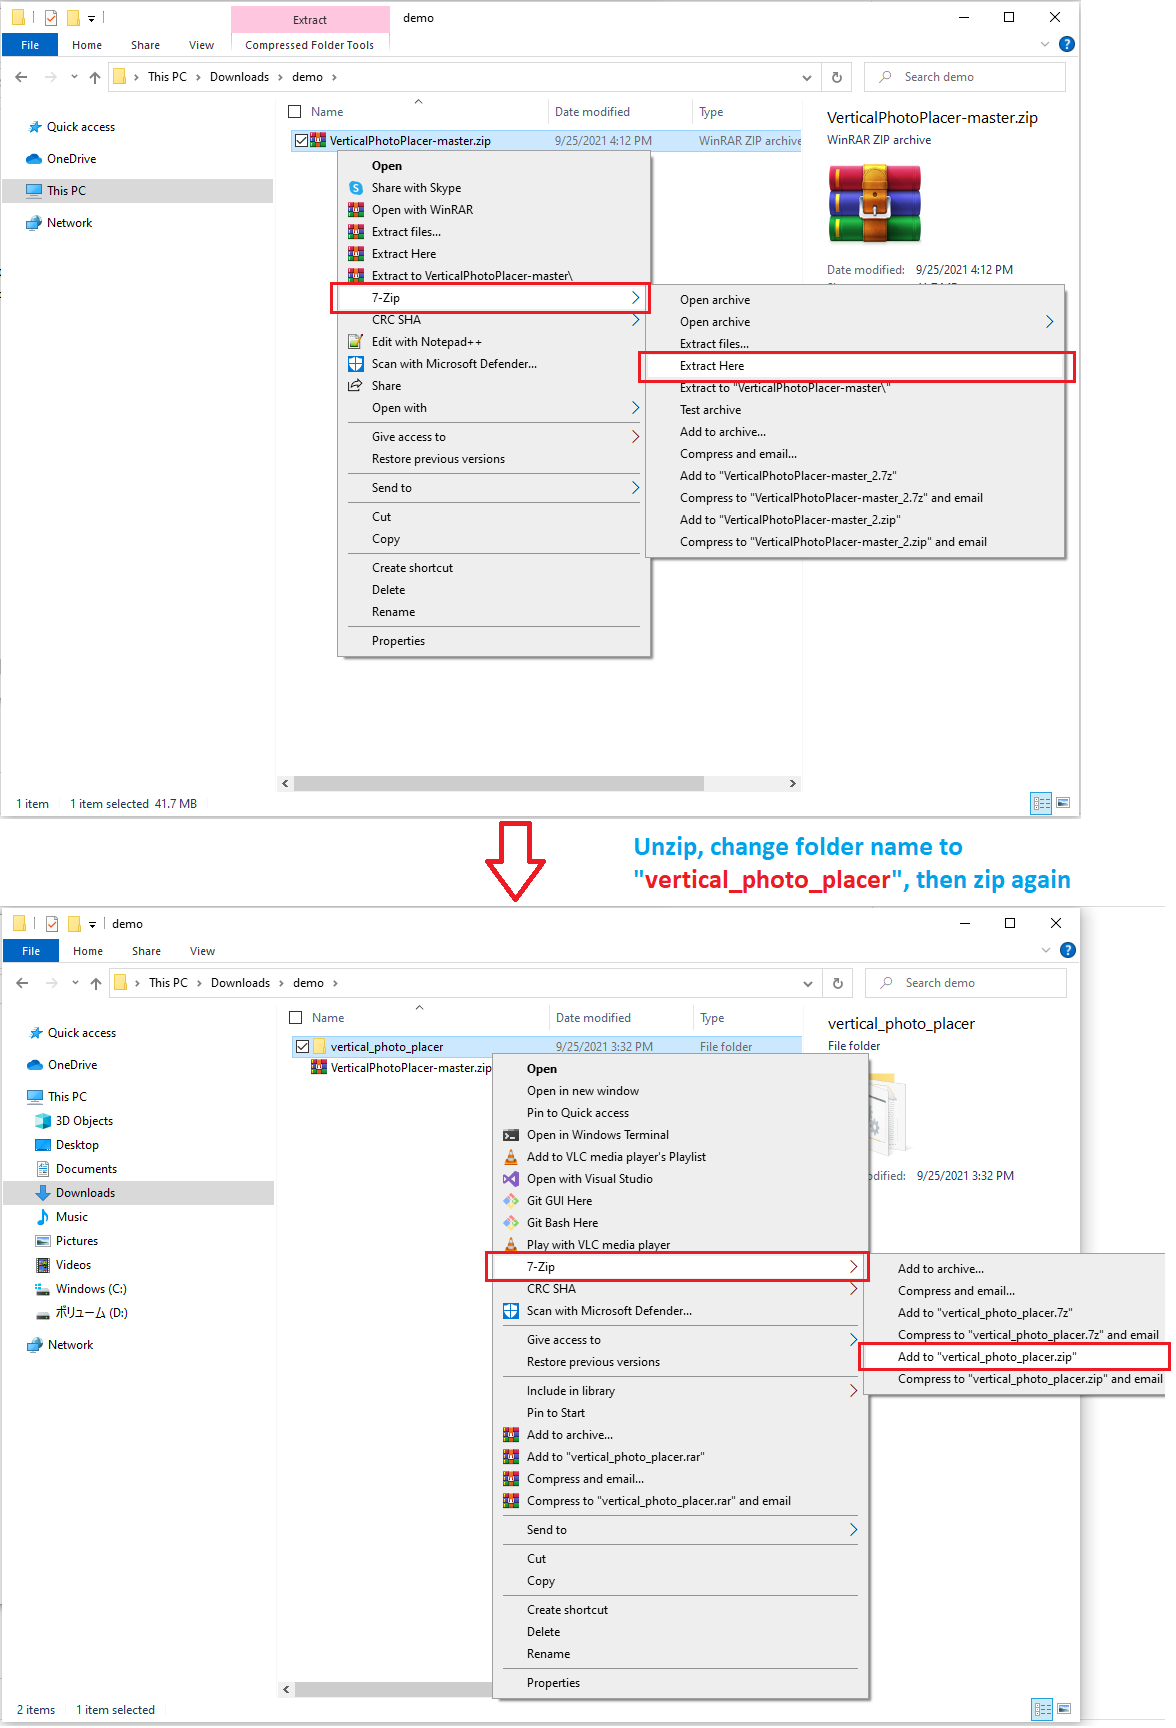 Extract
demo
File
Home
Share
View
Compressed Folder Tools
This PC
Downloads
demo
Search demo
Name
Date modified
Type
VerticalPhotoPlacer-master.zip
WinRAR ZIP archive
Quick access
OneDrive
This PC
Network
VerticalPhotoPlacer-master.zip
9/25/2021 4:12 PM
WinRAR ZIP archive
Date modified: 9/25/2021 4:12 PM
Open
Share with Skype
Open with WinRAR
Extract files...
Extract Here
Extract to VerticalPhotoPlacer-master\
7-Zip
CRC SHA
Edit with Notepad++
Scan with Microsoft Defender...
Share
Open with
Give access to
Restore previous versions
Send to
Cut
Copy
Create shortcut
Delete
Rename
Properties
Open archive
Open archive
Extract files...
Extract Here
Extract to "VerticalPhotoPlacer-master\"
Test archive
Add to archive...
Compress and email...
Add to "VerticalPhotoPlacer-master_2.7z"
Compress to "VerticalPhotoPlacer-master_2.7z" and email
Add to "VerticalPhotoPlacer-master_2.zip"
Compress to "VerticalPhotoPlacer-master_2.zip" and email
1 item
1 item selected 41.7 MB
Unzip, change folder name to
"vertical_photo_placer", then zip again
demo
File
Home
Share
View
This PC
Downloads
demo
Search demo
Name
Date modified
Type
vertical_photo_placer
File folder
Quick access
OneDrive
This PC
3D Objects
Desktop
Documents
Downloads
Music
Pictures
Videos
Windows (C:)
ボリューム (D:)
Network
vertical_photo_placer
9/25/2021 3:32 PM
File folder
VerticalPhotoPlacer-master.zip
9/25/2021 3:32 PM
Open
Open in new window
Pin to Quick access
Open in Windows Terminal
Add to VLC media player's Playlist
Open with Visual Studio
Git GUI Here
Git Bash Here
Play with VLC media player
7-Zip
CRC SHA
Scan with Microsoft Defender...
Give access to
Restore previous versions
Include in library
Pin to Start
Add to archive...
Add to "vertical_photo_placer.rar"
Compress and email...
Compress to "vertical_photo_placer.rar" and email
Send to
Cut
Copy
Create shortcut
Delete
Rename
Properties
Add to archive...
Compress and email...
Add to "vertical_photo_placer.7z"
Compress to "vertical_photo_placer.7z" and email
Add to "vertical_photo_placer.zip"
Compress to "vertical_photo_placer.zip" and email
2 items
1 item selected